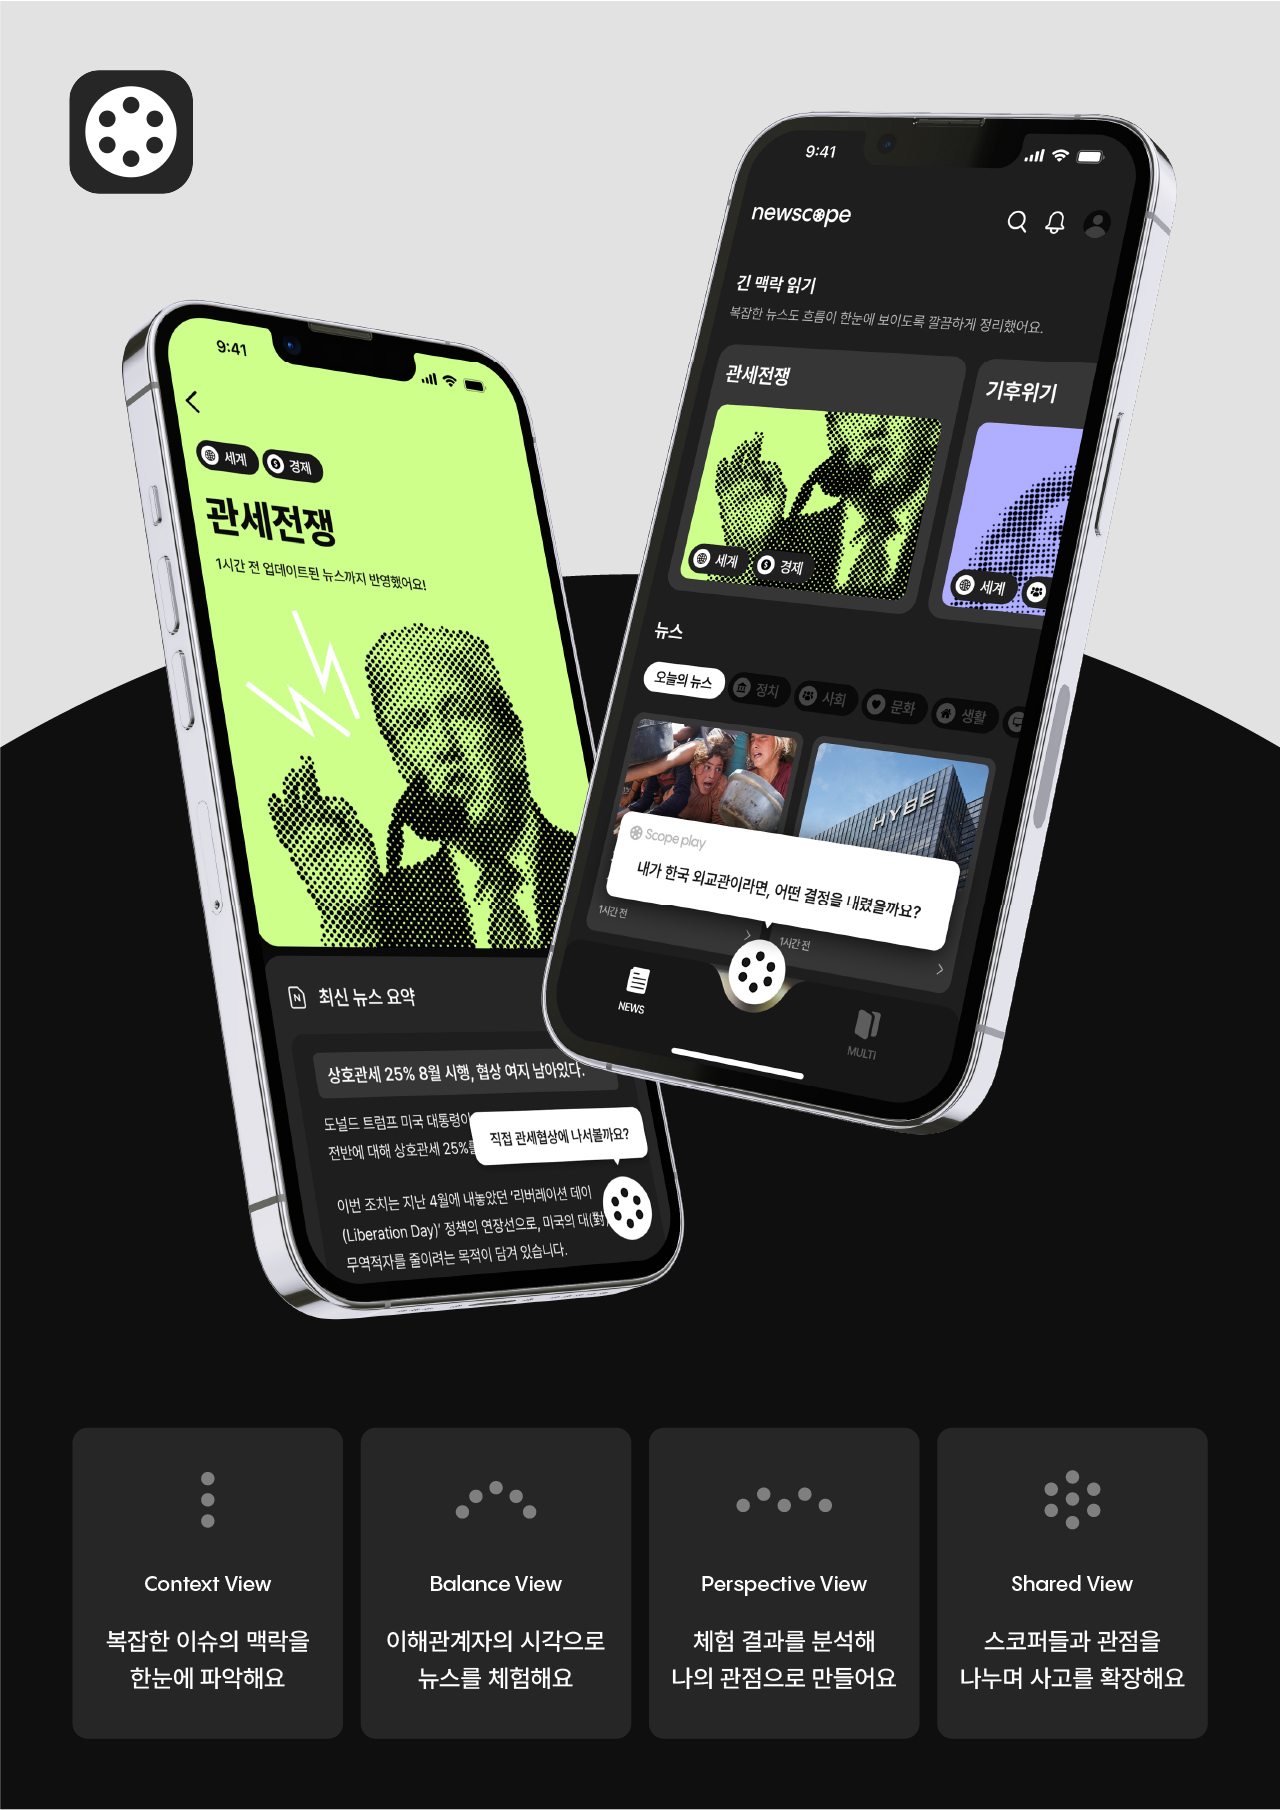 9:41
newscope
긴 맥락 읽기
복잡한 뉴스도 흐름이 한눈에 보이도록 깔끔하게 정리했어요.
관세전쟁
기후위기
세계
경제
세계
뉴스
오늘의 뉴스
정치
사회
문화
생활
HYBE
Scope play
내가 한국 외교관이라면, 어떤 결정을 내렸을까요?
1시간 전
1시간 전
NEWS
MULTI
9:41
세계
경제
관세전쟁
1시간 전 업데이트된 뉴스까지 반영했어요!
최신 뉴스 요약
상호관세 25% 8월 시행, 협상 여지 남아있다.
도널드 트럼프 미국 대통령이
전반에 대해 상호관세 25%를
직접 관세협상에 나서볼까요?
이번 조치는 지난 4월에 내놓았던 ‘리버레이션 데이
(Liberation Day)’ 정책의 연장선으로, 미국의 대(對)
무역적자를 줄이려는 목적이 담겨 있습니다.
Context View
복잡한 이슈의 맥락을
한눈에 파악해요
Balance View
이해관계자의 시각으로
뉴스를 체험해요
Perspective View
체험 결과를 분석해
나의 관점으로 만들어요
Shared View
스코퍼들과 관점을
나누며 사고를 확장해요